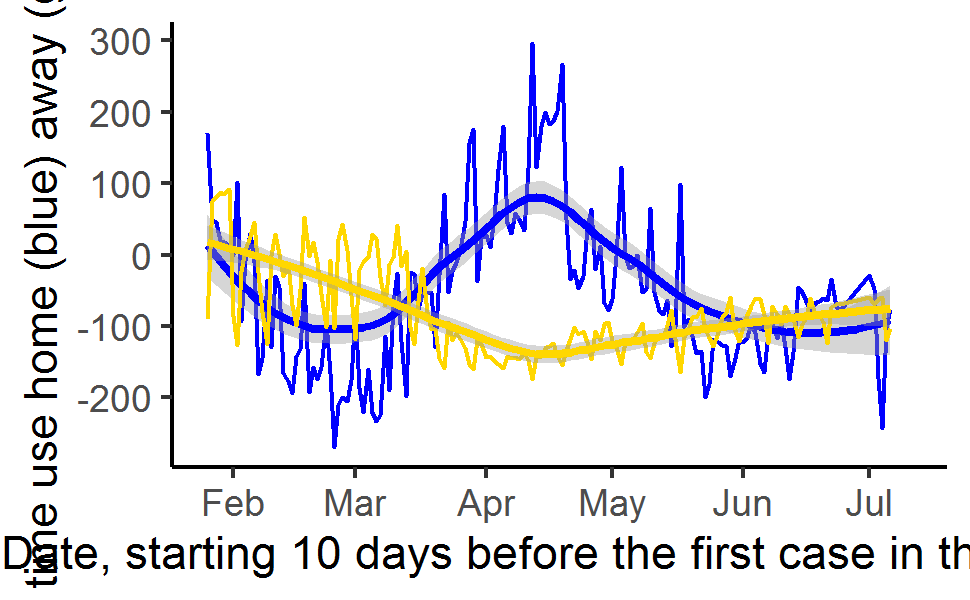 time use home (blue) away (
300
200
100
0
-100
-200
Feb Mar Apr May Jun Jul
Date, starting 10 days before the first case in th